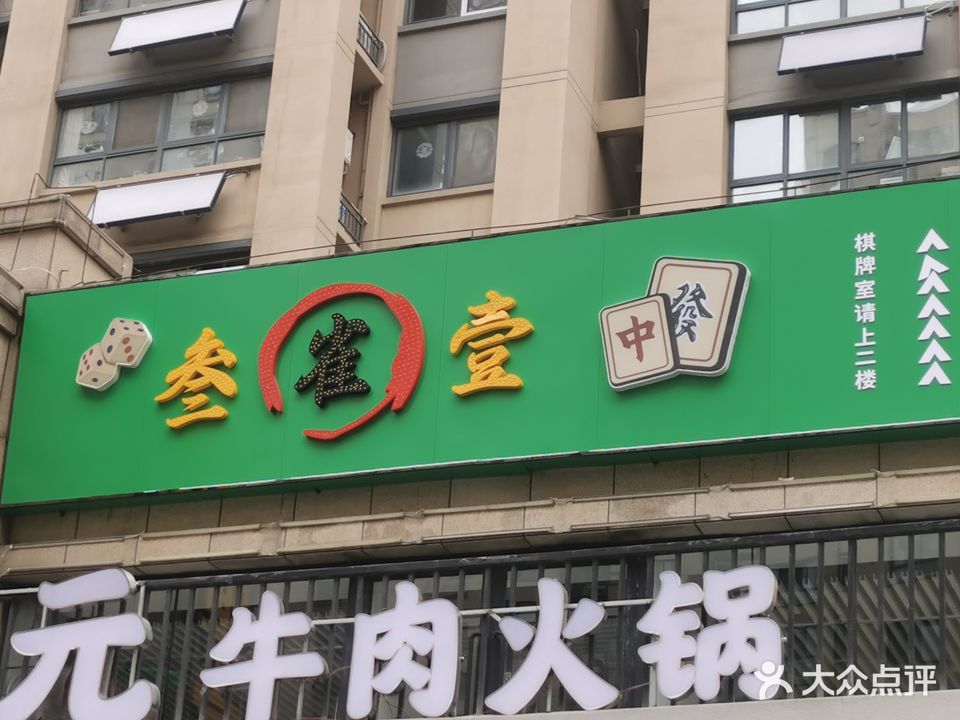 叁雀壹
中
發
棋牌室请上二楼
元牛肉火锅
大众点评